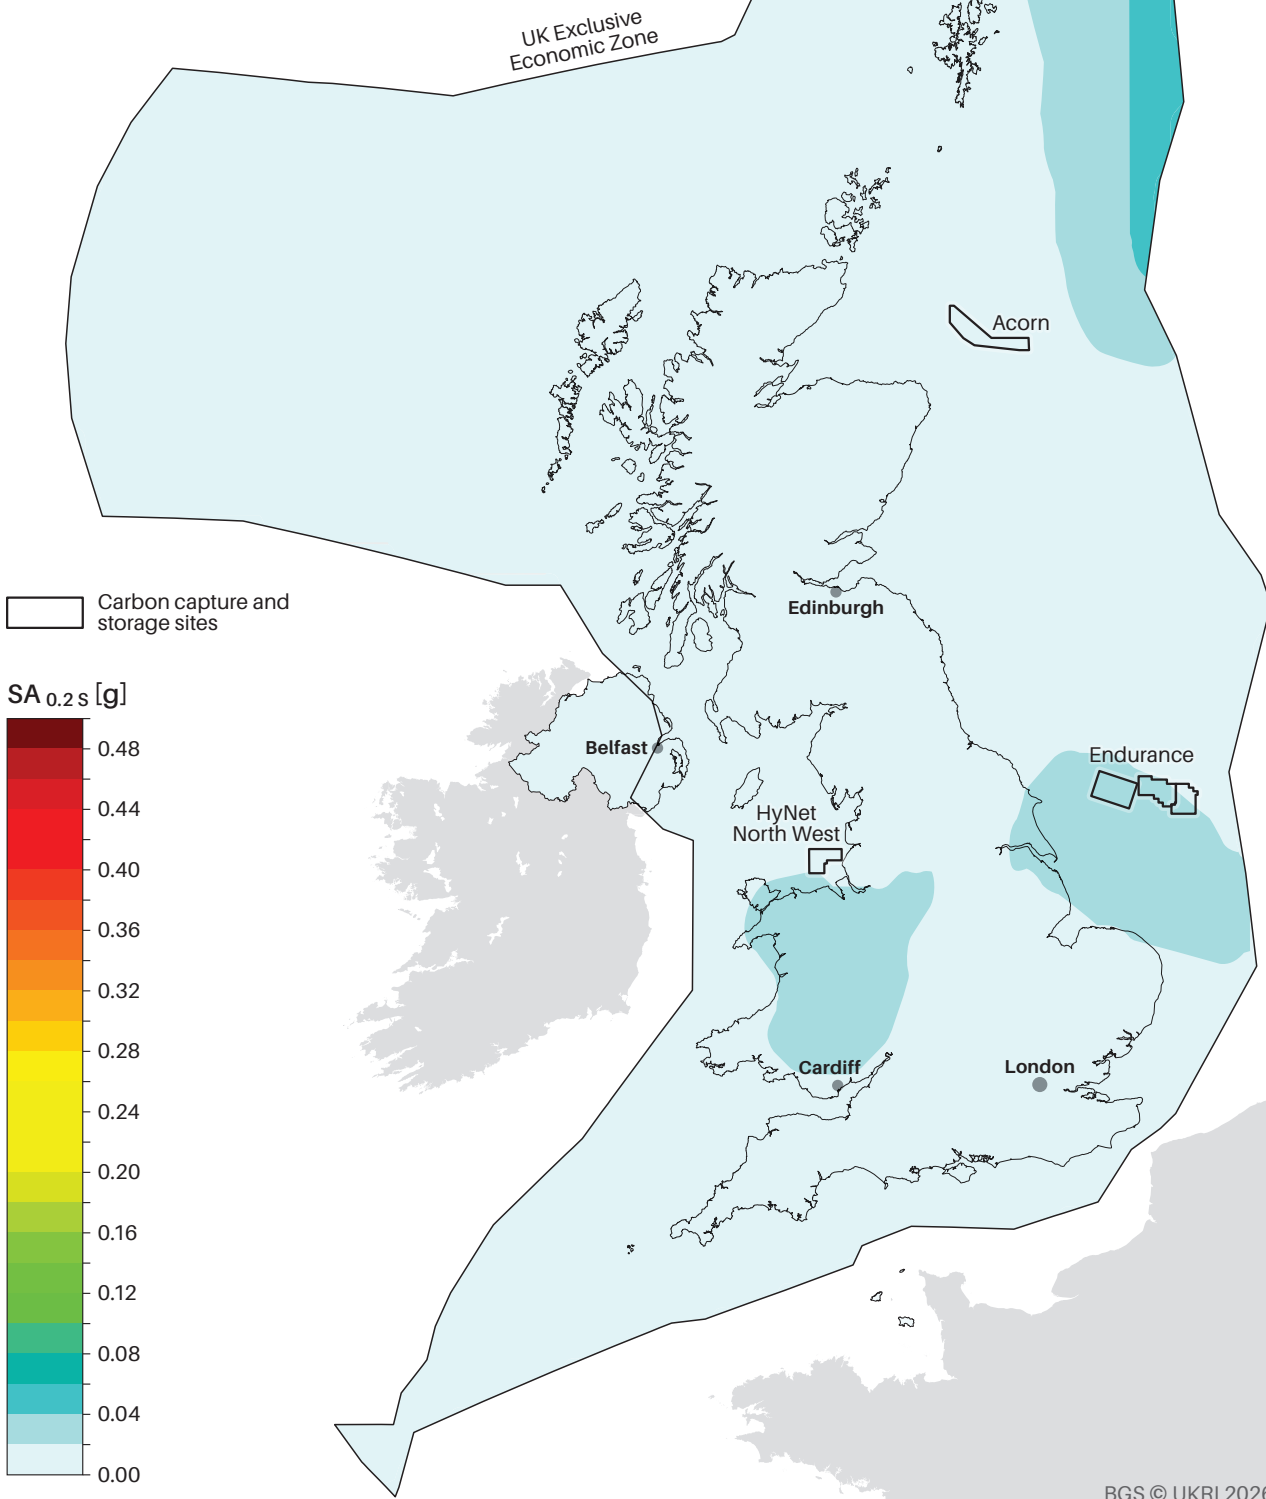 UK Exclusive
Economic Zone
Acorn
Carbon capture and
storage sites
Edinburgh
SA 0.2 S [g]
Belfast
Endurance
HyNet
North West
0.48
0.44
0.40
0.36
0.32
0.28
0.24
0.20
0.16
0.12
0.08
0.04
0.00
Cardiff
London
BGS © UKRI 2026